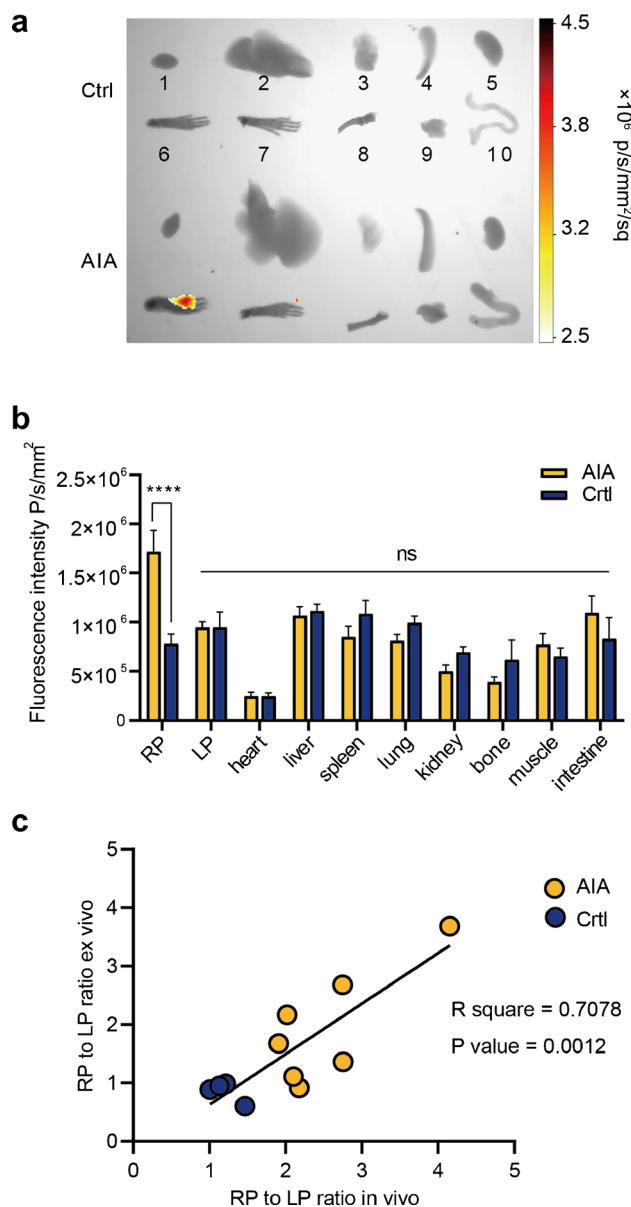 a
Ctrl
1 2 3 4 5
6 7 8 9 10
AIA
4.5
3.8
3.2
2.5
×10⁶ p/s/mm²/sq
b
Fluorescence intensity P/s/mm²
2.5×10⁶
2×10⁶
1.5×10⁶
1×10⁶
5×10⁵
0
****
ns
AIA
Crtl
RP LP heart liver spleen lung kidney bone muscle intestine
c
RP to LP ratio ex vivo
5
4
3
2
1
0
AIA
Crtl
R square = 0.7078
P value = 0.0012
0 1 2 3 4 5
RP to LP ratio in vivo